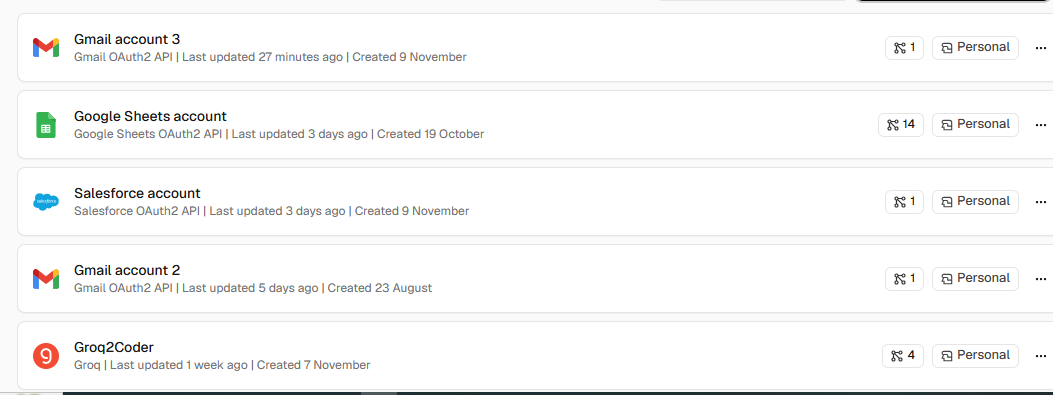 Gmail account 3
Gmail OAuth2 API | Last updated 27 minutes ago | Created 9 November
1
Personal
Google Sheets account
Google Sheets OAuth2 API | Last updated 3 days ago | Created 19 October
14
Personal
Salesforce account
Salesforce OAuth2 API | Last updated 3 days ago | Created 9 November
1
Personal
salesforce
Gmail account 2
Gmail OAuth2 API | Last updated 5 days ago | Created 23 August
1
Personal
Groq2Coder
Groq | Last updated 1 week ago | Created 7 November
4
Personal